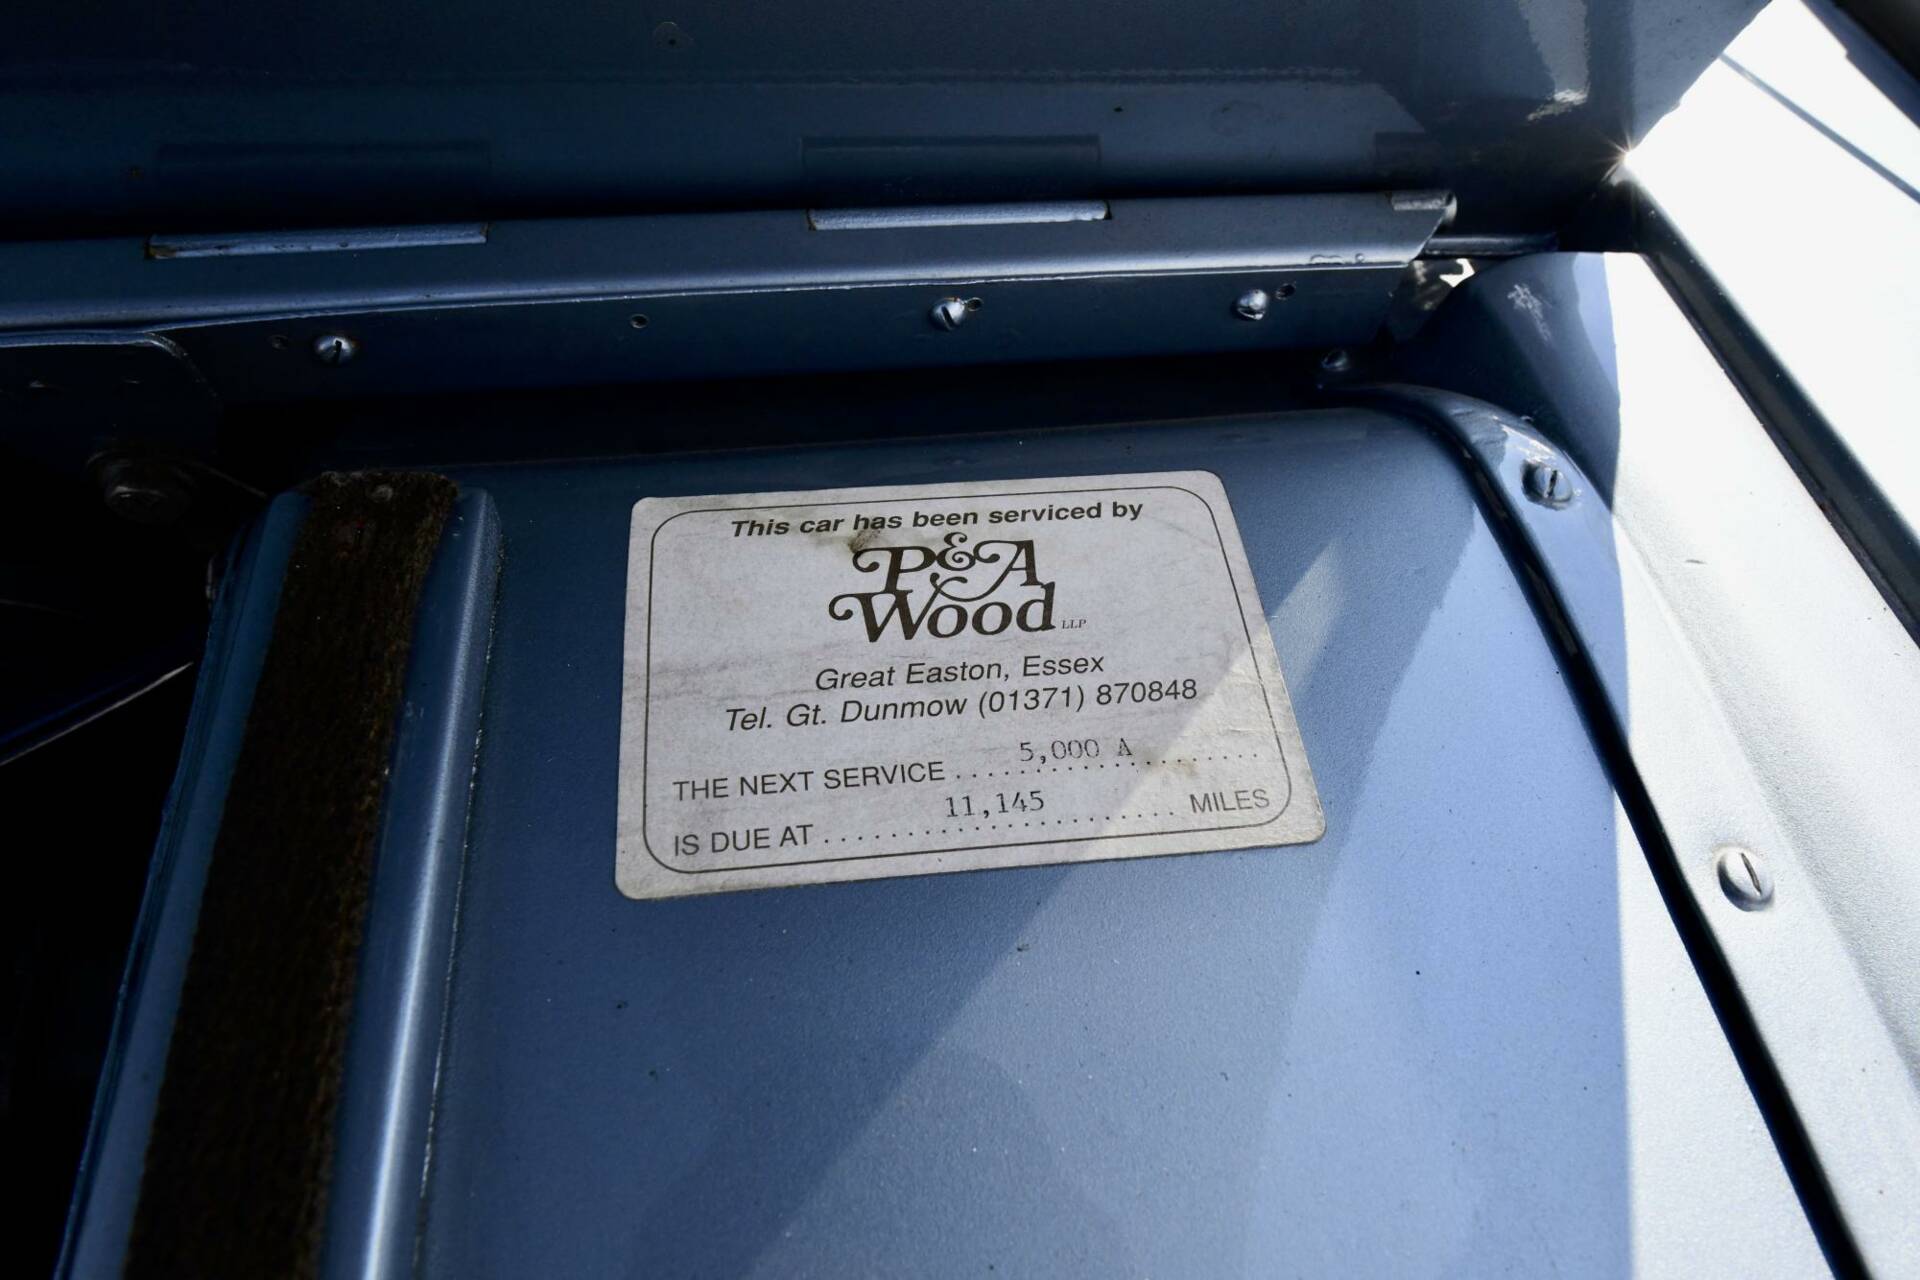 This car has been serviced by
P&A
Wood LLP
Great Easton, Essex
Tel. Gt. Dunmow (01371) 870848
THE NEXT SERVICE ..... 5,000 A .....
IS DUE AT ..... 11,145 ..... MILES